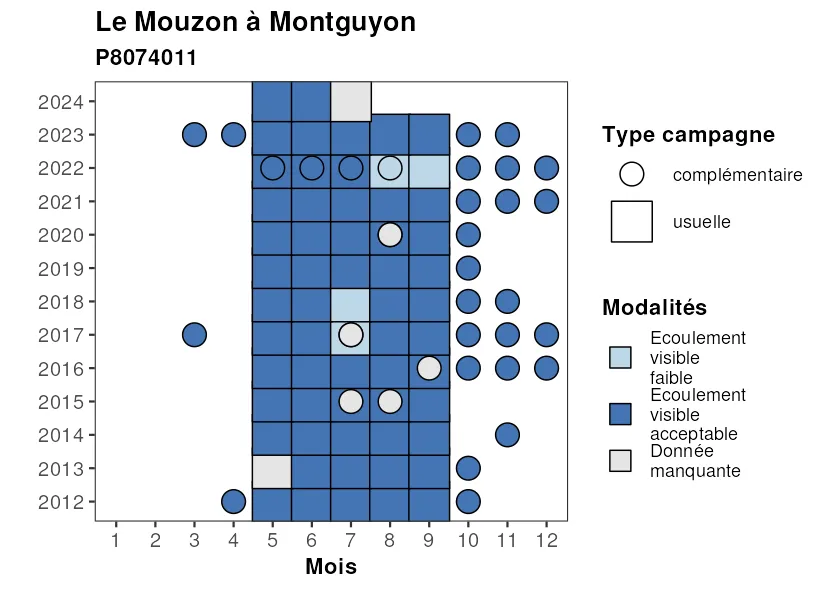 Le Mouzon à Montguyon
P8074011
2024
2023
2022
2021
2020
2019
2018
2017
2016
2015
2014
2013
2012
1 2 3 4 5 6 7 8 9 10 11 12
Mois
Type campagne
complémentaire
usuelle
Modalités
Ecoulement
visible
faible
Ecoulement
visible
acceptable
Donnée
manquante